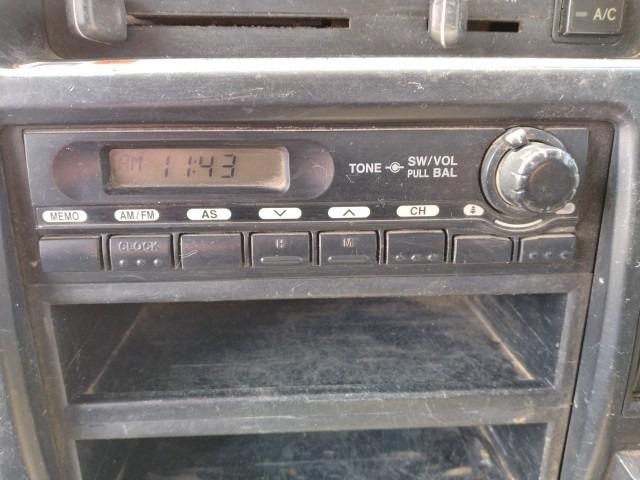 A/C
AM 11:43
TONE SW/VOL
PULL BAL
MEMO AM/FM AS CH
CLOCK H M